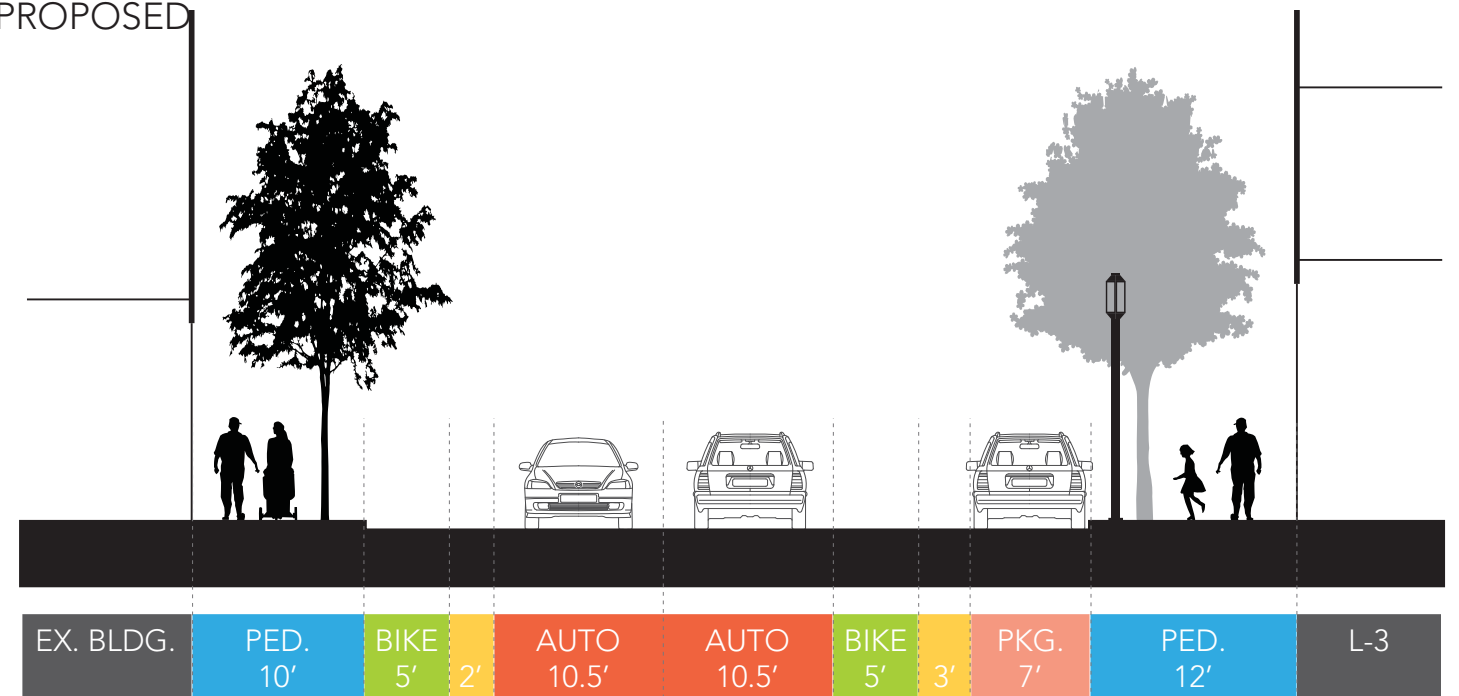 PROPOSED
EX. BLDG. PED. BIKE AUTO AUTO BIKE PKG. PED. L-3
10’ 5’ 2’ 10.5’ 10.5’ 5’ 3’ 7’ 12’